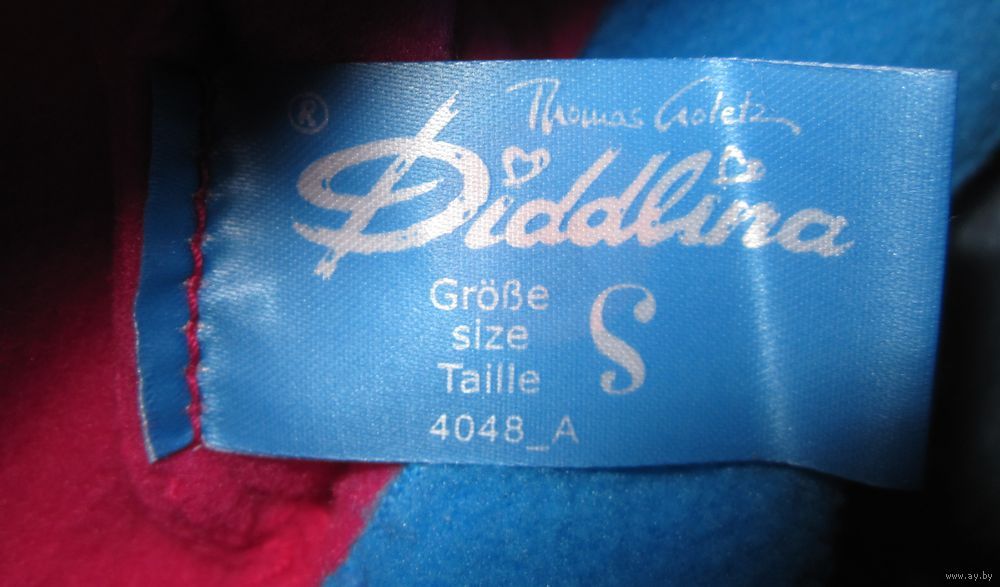 Thomas Goletz
®
Diddlina
Größe
size
Taille
S
4048_A
www.ay.by